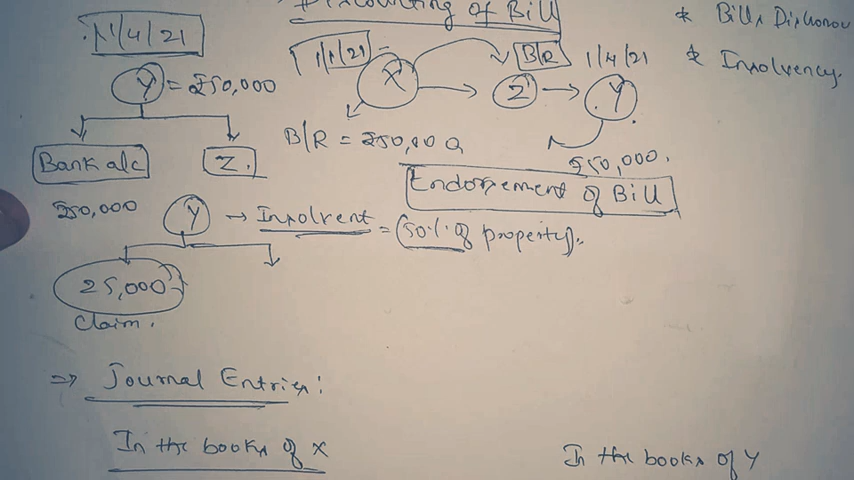 Discounting of Bill
* Bills Dishonou
1/4/21
1/1/21 =
X
B/R
1/4/21
* Insolvency.
Y = ₹50,000
Z
Y
B/R = ₹50,000
₹50,000.
Bank a/c
Z.
Endorsement of Bill
₹50,000
Y → Insolvent = (50% of property).
25,000
Claim.
⇒ Journal Entries:
In the books of X
In the books of Y